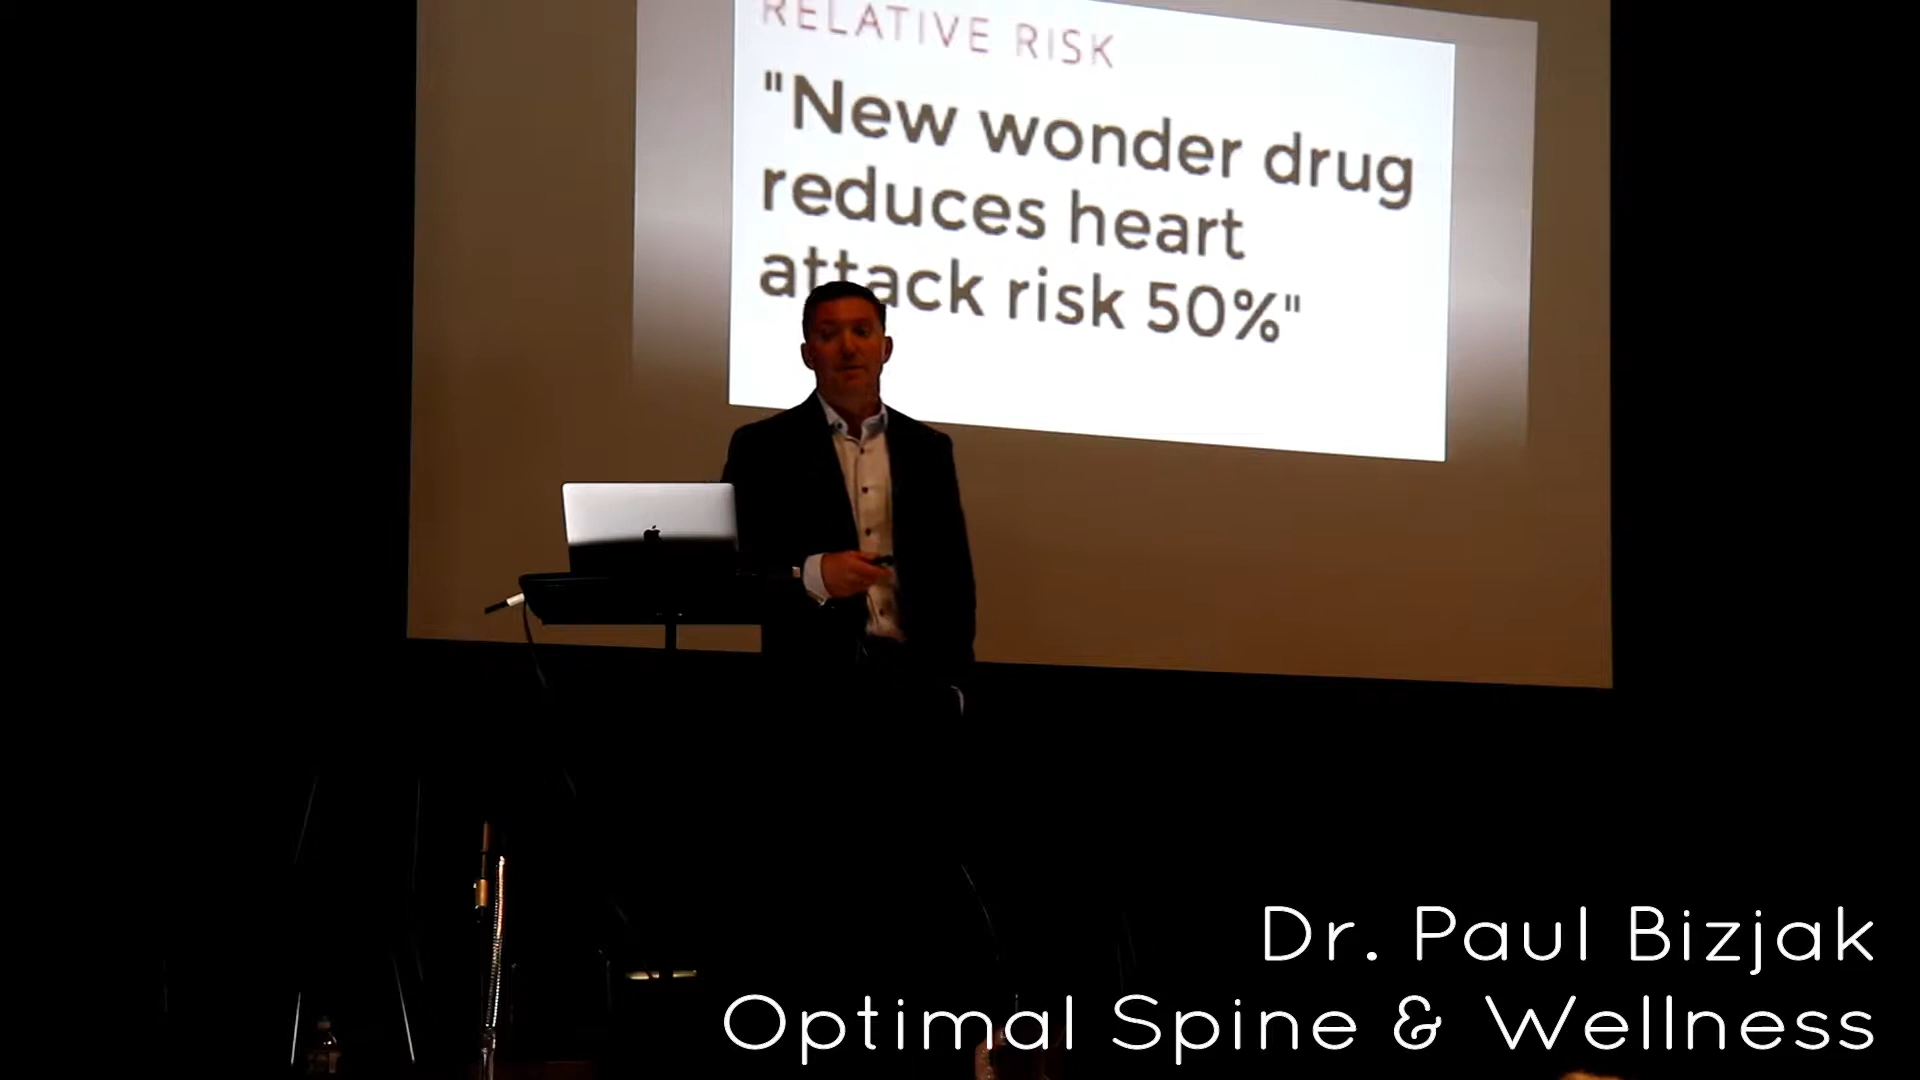 RELATIVE RISK
"New wonder drug
reduces heart
attack risk 50%"
Dr. Paul Bizjak
Optimal Spine & Wellness